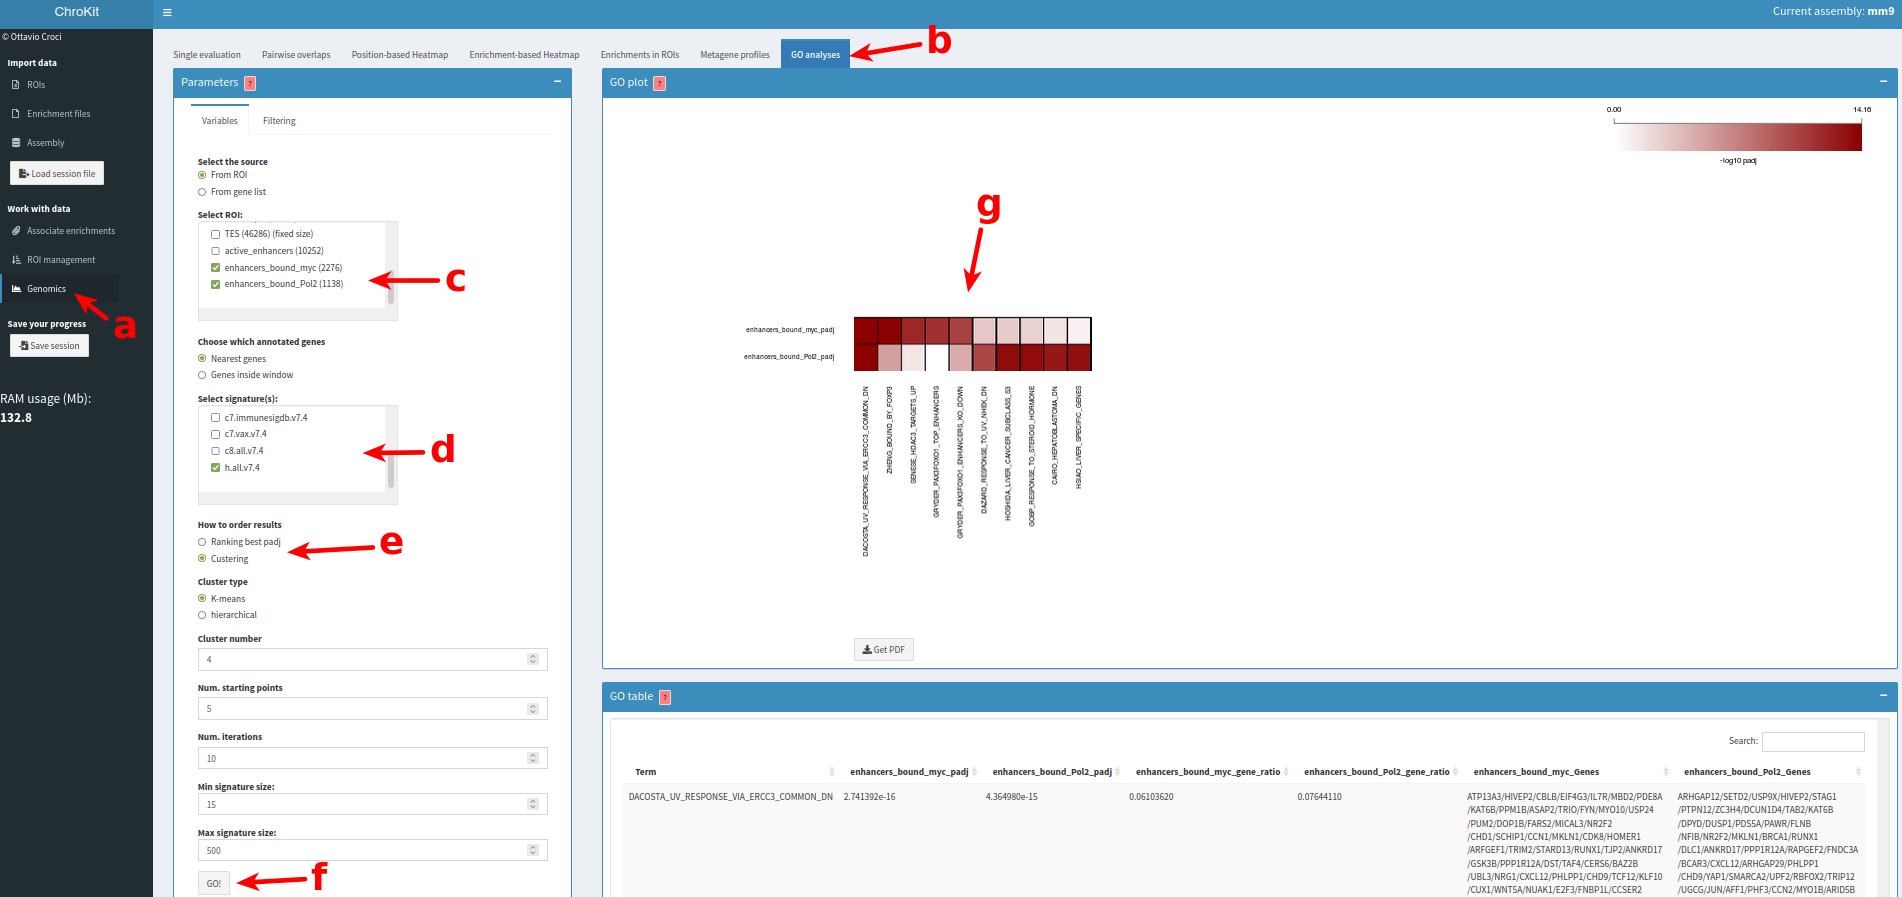 ChroKit
Current assembly: mm9
© Ottavio Croci
Import data
ROIs
Enrichment files
Assembly
Load session file
Work with data
Associate enrichments
ROI management
Genomics
a
Save your progress
Save session
RAM usage (Mb):
132.8
Single evaluation Pairwise overlaps Position-based Heatmap Enrichment-based Heatmap Enrichments in ROIs Metagene profiles GO analyses
b
Parameters ?
Variables Filtering
Select the source
From ROI
From gene list
Select ROI:
TES (46286) (fixed size)
active_enhancers (10252)
enhancers_bound_myc (2276)
enhancers_bound_Pol2 (1138)
c
Choose which annotated genes
Nearest genes
Genes inside window
Select signature(s):
c7.immunesigdb.v7.4
c7.vax.v7.4
c8.all.v7.4
h.all.v7.4
d
How to order results
Ranking best padj
Custering
e
Cluster type
K-means
hierarchical
Cluster number
4
Num. starting points
5
Num. iterations
10
Min signature size:
15
Max signature size:
500
GO!
f
GO plot ?
0.00 14.16
-log10 padj
g
enhancers_bound_myc_padj
enhancers_bound_Pol2_padj
DACOSTA_UV_RESPONSE_VIA_ERCC3_COMMON_DN
ZHENG_BOUND_BY_FOXP3
SENESE_HDAC3_TARGETS_UP
GRYDER_PAX3FOXO1_TOP_ENHANCERS
GRYDER_PAX3FOXO1_ENHANCERS_KO_DOWN
DAZARD_RESPONSE_TO_UV_NHEK_DN
HOSHIDA_LIVER_CANCER_SUBCLASS_S3
GOBP_RESPONSE_TO_STEROID_HORMONE
CAIRO_HEPATOBLASTOMA_DN
HSIAO_LIVER_SPECIFIC_GENES
Get PDF
GO table ?
Search:
Term enhancers_bound_myc_padj enhancers_bound_Pol2_padj enhancers_bound_myc_gene_ratio enhancers_bound_Pol2_gene_ratio enhancers_bound_myc_Genes enhancers_bound_Pol2_Genes
DACOSTA_UV_RESPONSE_VIA_ERCC3_COMMON_DN 2.741392e-16 4.364980e-15 0.06103620 0.07644110 ATP13A3/HIVEP2/CBLB/EIF4G3/IL7R/MBD2/PDE8A ARHGAP12/SETD2/USP9X/HIVEP2/STAG1
/KAT6B/PPM1B/ASAP2/TRIO/FYN/MYO10/USP24 /PTPN12/ZC3H4/DCUN1D4/TAB2/KAT6B
/PUM2/DOP1B/FARS2/MICAL3/NR2F2 /DPYD/DUSP1/PDS5A/PAWR/FLNB
/CHD1/SCHIP1/CCN1/MKLN1/CDK8/HOMER1 /NFIB/NR2F2/MKLN1/BRCA1/RUNX1
/ARFGEF1/TRIM2/STARD13/RUNX1/TJP2/ANKRD17 /DLC1/ANKRD17/PPP1R12A/RAPGEF2/FNDC3A
/GSK3B/PPP1R12A/DST/TAF4/CERS6/BAZ2B /BCAR3/CXCL12/ARHGAP29/PHLPP1
/UBL3/NRG1/CXCL12/PHLPP1/CHD9/TCF12/KLF10 /CHD9/YAP1/SMARCA2/UPF2/RBFOX2/TRIP12
/CUX1/WNT5A/NUAK1/E2F3/FNBP1L/CCSER2 /UGCG/JUN/AFF1/PHF3/CCN2/MYO1B/ARID5B